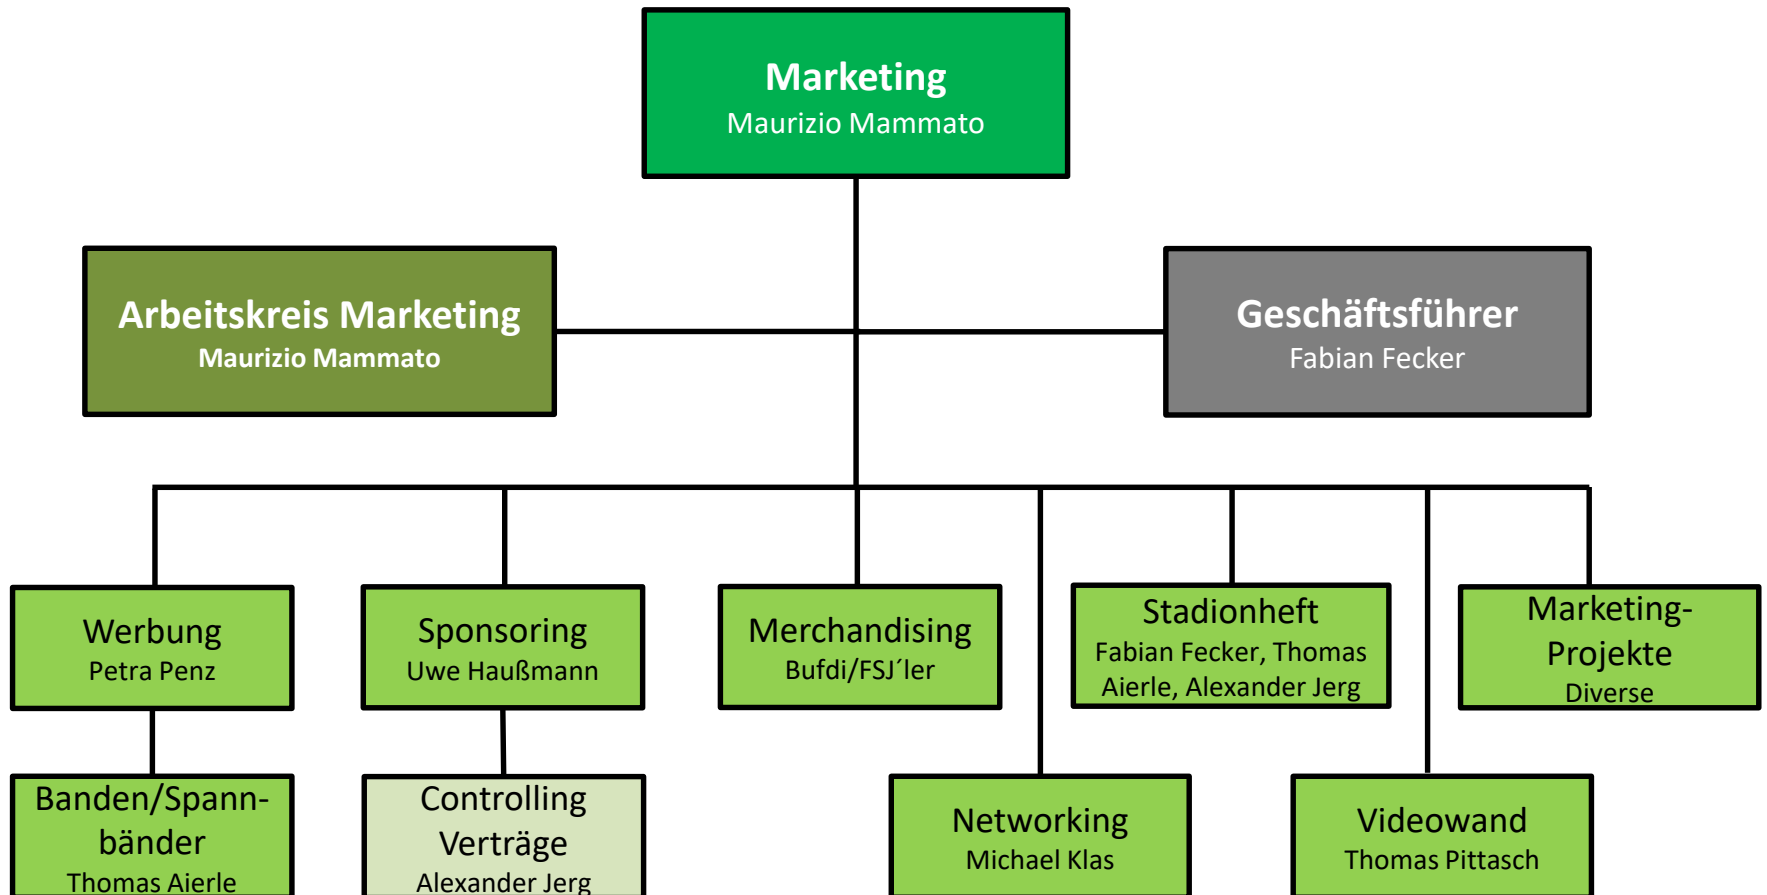 Marketing
Maurizio Mammato
Arbeitskreis Marketing
Maurizio Mammato
Geschäftsführer
Fabian Fecker
Werbung
Petra Penz
Sponsoring
Uwe Haußmann
Merchandising
Bufdi/FSJ´ler
Stadionheft
Fabian Fecker, Thomas
Aierle, Alexander Jerg
Marketing-
Projekte
Diverse
Banden/Spann-
bänder
Thomas Aierle
Controlling
Verträge
Alexander Jerg
Networking
Michael Klas
Videowand
Thomas Pittasch